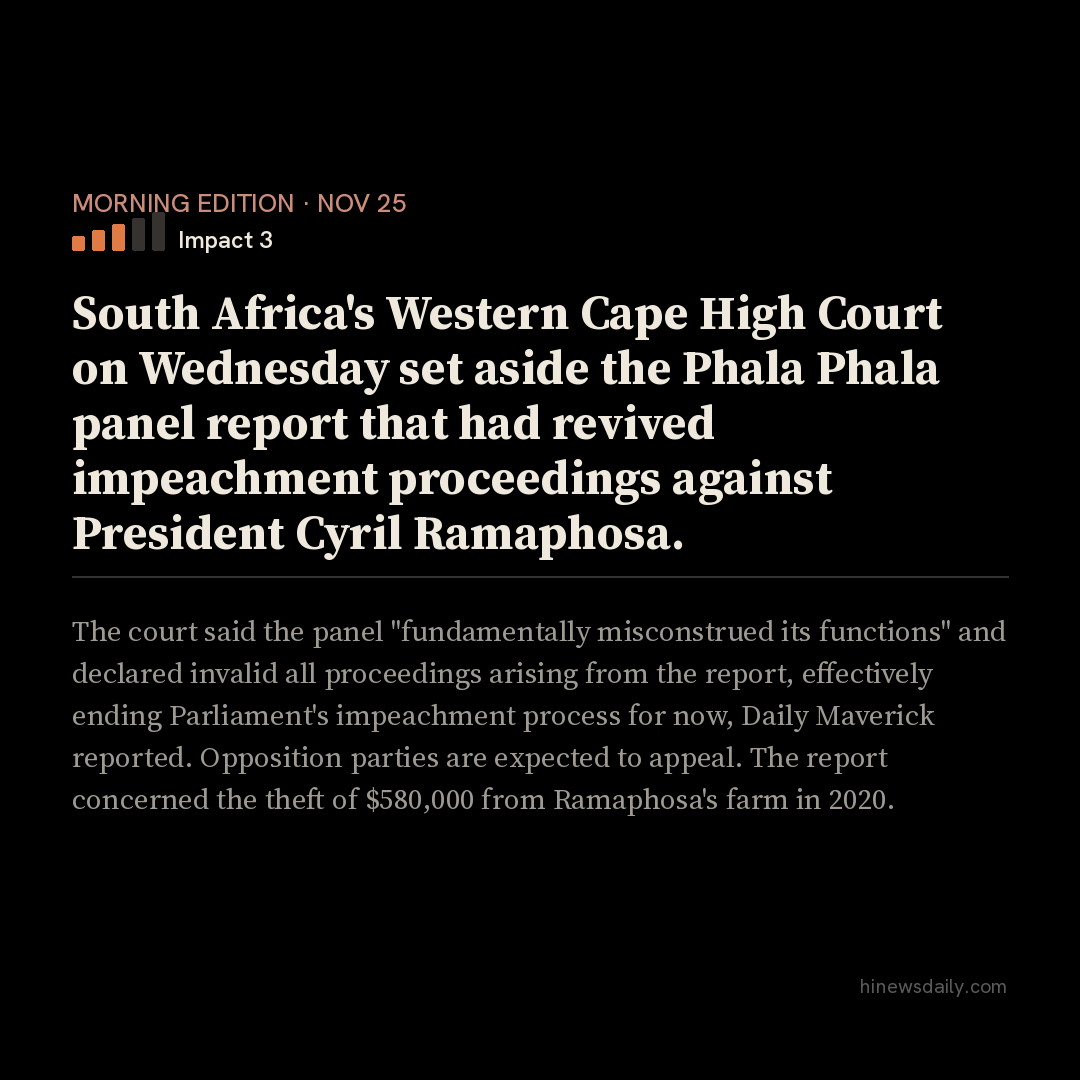 MORNING EDITION · NOV 25
Impact 3
South Africa's Western Cape High Court
on Wednesday set aside the Phala Phala
panel report that had revived
impeachment proceedings against
President Cyril Ramaphosa.
The court said the panel "fundamentally misconstrued its functions" and
declared invalid all proceedings arising from the report, effectively
ending Parliament's impeachment process for now, Daily Maverick
reported. Opposition parties are expected to appeal. The report
concerned the theft of $580,000 from Ramaphosa's farm in 2020.
hinewsdaily.com